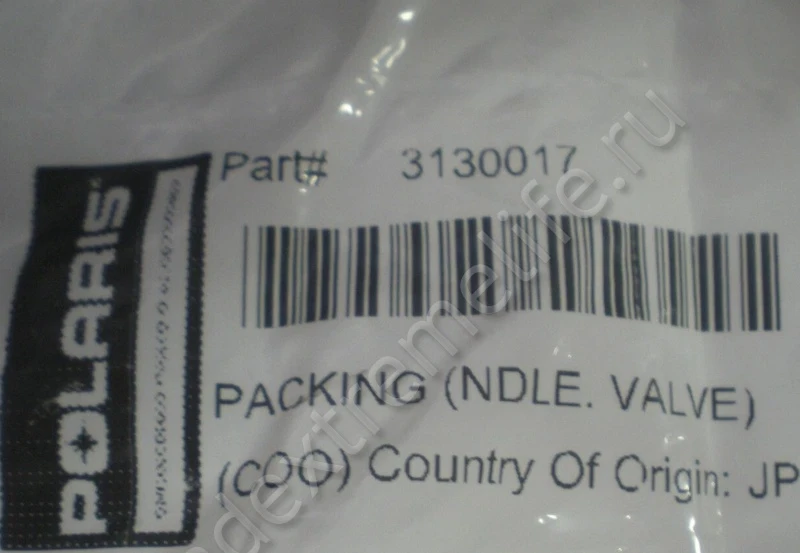 Part# 3130017
POLARIS
PACKING (NDLE. VALVE)
(COO) Country Of Origin: JP